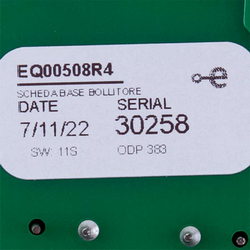 EQ00508R4
SCHEDA BASE BOLLITORE
DATE SERIAL
7/11/22 30258
SW: 11S ODP 383